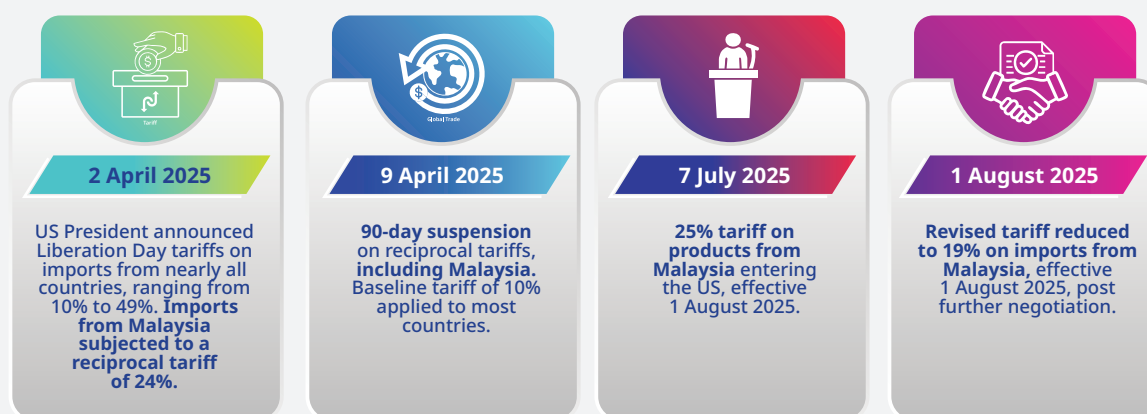 Tariff
2 April 2025
US President announced
Liberation Day tariffs on
imports from nearly all
countries, ranging from
10% to 49%. Imports
from Malaysia
subjected to a
reciprocal tariff
of 24%.
Global Trade
9 April 2025
90-day suspension
on reciprocal tariffs,
including Malaysia.
Baseline tariff of 10%
applied to most
countries.
7 July 2025
25% tariff on
products from
Malaysia entering
the US, effective
1 August 2025.
1 August 2025
Revised tariff reduced
to 19% on imports from
Malaysia, effective
1 August 2025, post
further negotiation.